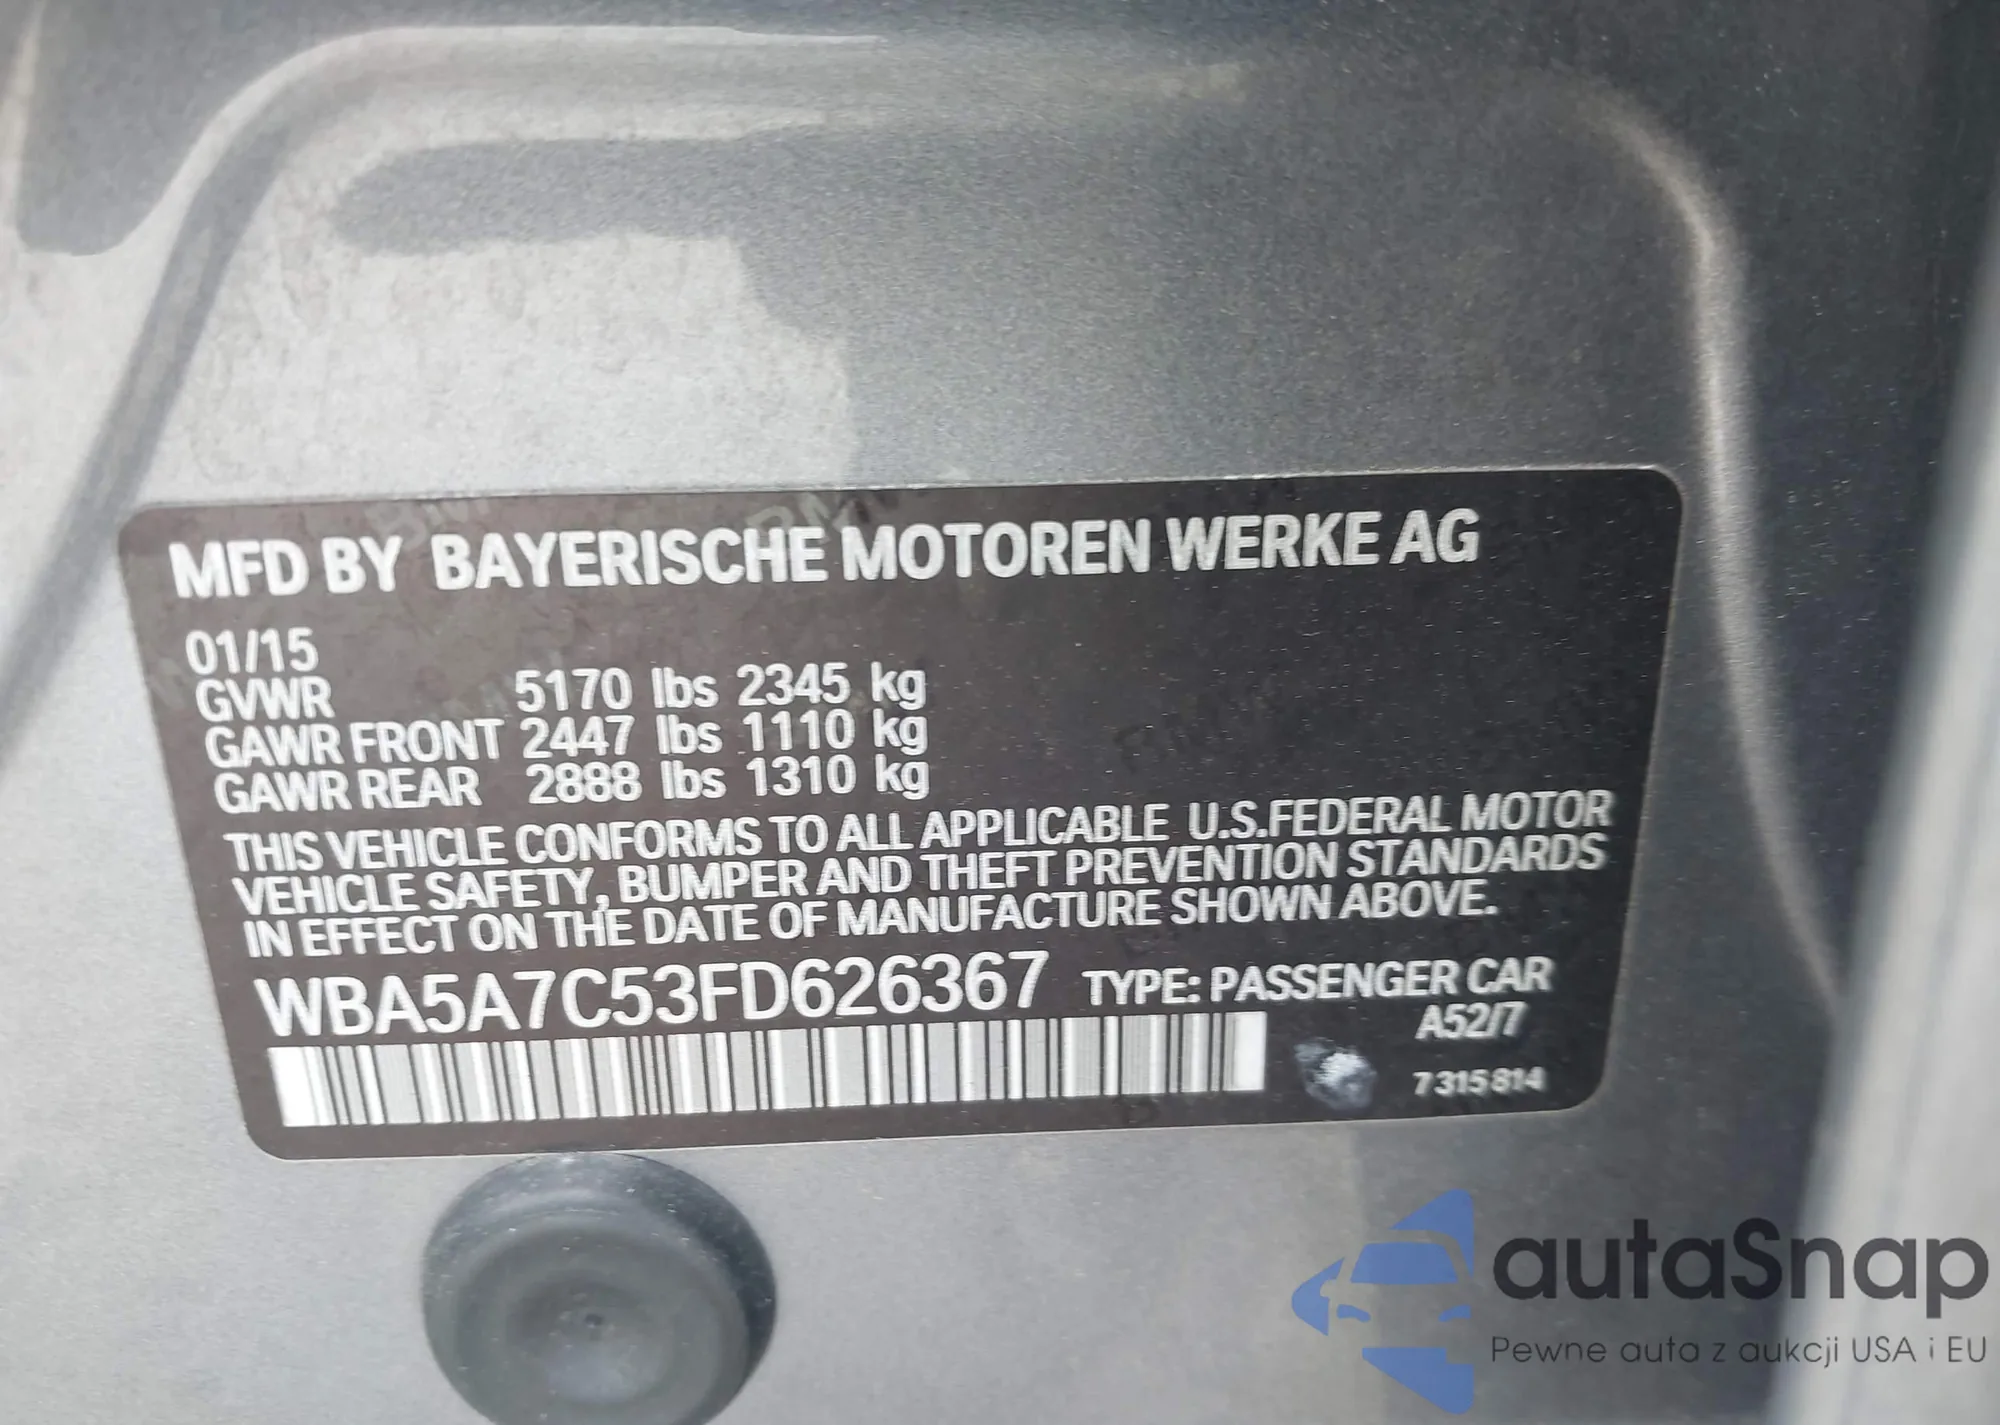 MFD BY BAYERISCHE MOTOREN WERKE AG
01/15
GVWR 5170 lbs 2345 kg
GAWR FRONT 2447 lbs 1110 kg
GAWR REAR 2888 lbs 1310 kg
THIS VEHICLE CONFORMS TO ALL APPLICABLE U.S.FEDERAL MOTOR
VEHICLE SAFETY, BUMPER AND THEFT PREVENTION STANDARDS
IN EFFECT ON THE DATE OF MANUFACTURE SHOWN ABOVE.
WBA5A7C53FD626367 TYPE: PASSENGER CAR
A52/7
7315814
autaSnap
Pewne auta z aukcji USA i EU